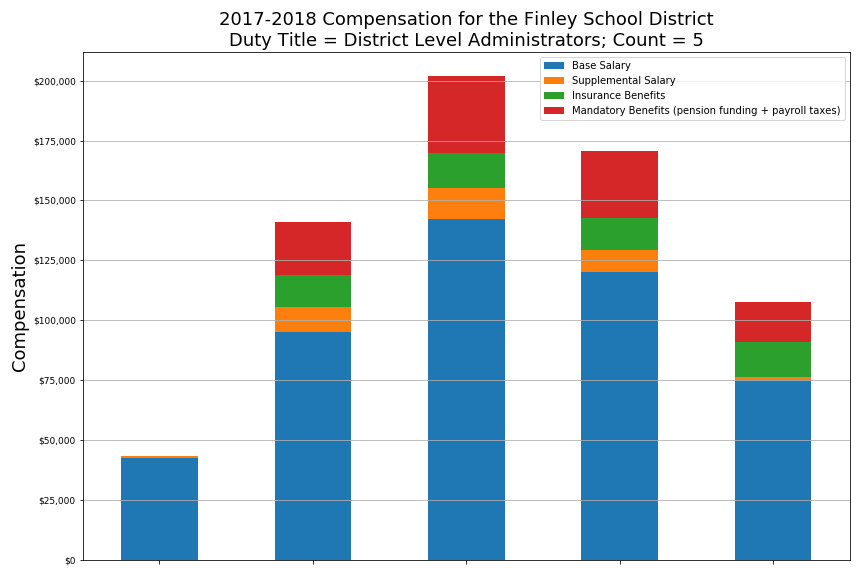 2017-2018 Compensation for the Finley School District
Duty Title = District Level Administrators; Count = 5
Base Salary
Supplemental Salary
Insurance Benefits
Mandatory Benefits (pension funding + payroll taxes)
Compensation
$200,000
$175,000
$150,000
$125,000
$100,000
$75,000
$50,000
$25,000
$0